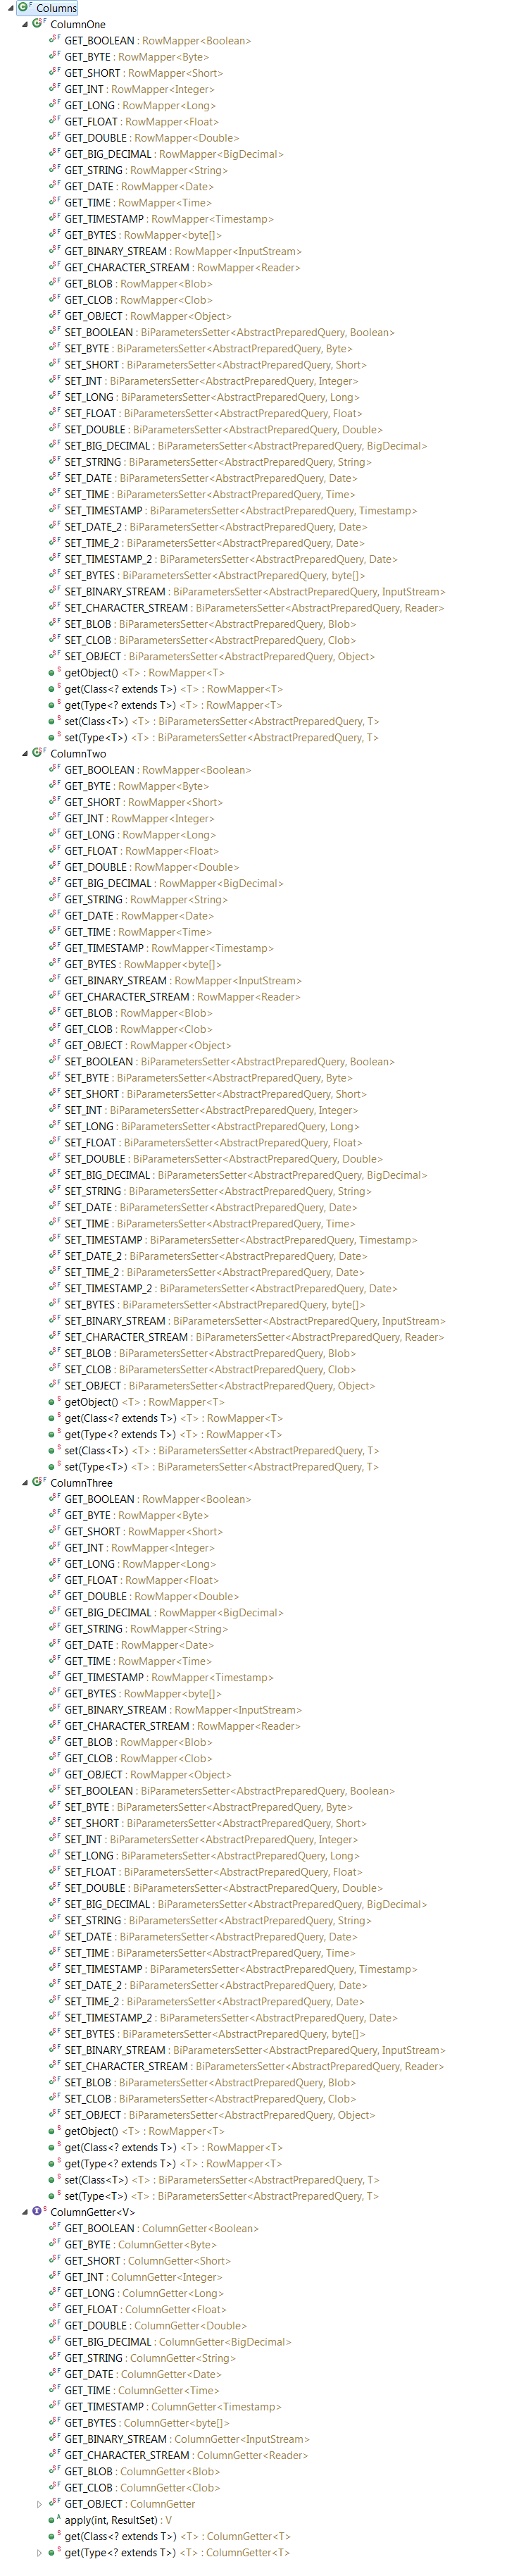 Columns
ColumnOne
GET_BOOLEAN : RowMapper<Boolean>
GET_BYTE : RowMapper<Byte>
GET_SHORT : RowMapper<Short>
GET_INT : RowMapper<Integer>
GET_LONG : RowMapper<Long>
GET_FLOAT : RowMapper<Float>
GET_DOUBLE : RowMapper<Double>
GET_BIG_DECIMAL : RowMapper<BigDecimal>
GET_STRING : RowMapper<String>
GET_DATE : RowMapper<Date>
GET_TIME : RowMapper<Time>
GET_TIMESTAMP : RowMapper<Timestamp>
GET_BYTES : RowMapper<byte[]>
GET_BINARY_STREAM : RowMapper<InputStream>
GET_CHARACTER_STREAM : RowMapper<Reader>
GET_BLOB : RowMapper<Blob>
GET_CLOB : RowMapper<Clob>
GET_OBJECT : RowMapper<Object>
SET_BOOLEAN : BiParametersSetter<AbstractPreparedQuery, Boolean>
SET_BYTE : BiParametersSetter<AbstractPreparedQuery, Byte>
SET_SHORT : BiParametersSetter<AbstractPreparedQuery, Short>
SET_INT : BiParametersSetter<AbstractPreparedQuery, Integer>
SET_LONG : BiParametersSetter<AbstractPreparedQuery, Long>
SET_FLOAT : BiParametersSetter<AbstractPreparedQuery, Float>
SET_DOUBLE : BiParametersSetter<AbstractPreparedQuery, Double>
SET_BIG_DECIMAL : BiParametersSetter<AbstractPreparedQuery, BigDecimal>
SET_STRING : BiParametersSetter<AbstractPreparedQuery, String>
SET_DATE : BiParametersSetter<AbstractPreparedQuery, Date>
SET_TIME : BiParametersSetter<AbstractPreparedQuery, Time>
SET_TIMESTAMP : BiParametersSetter<AbstractPreparedQuery, Timestamp>
SET_DATE_2 : BiParametersSetter<AbstractPreparedQuery, Date>
SET_TIME_2 : BiParametersSetter<AbstractPreparedQuery, Date>
SET_TIMESTAMP_2 : BiParametersSetter<AbstractPreparedQuery, Date>
SET_BYTES : BiParametersSetter<AbstractPreparedQuery, byte[]>
SET_BINARY_STREAM : BiParametersSetter<AbstractPreparedQuery, InputStream>
SET_CHARACTER_STREAM : BiParametersSetter<AbstractPreparedQuery, Reader>
SET_BLOB : BiParametersSetter<AbstractPreparedQuery, Blob>
SET_CLOB : BiParametersSetter<AbstractPreparedQuery, Clob>
SET_OBJECT : BiParametersSetter<AbstractPreparedQuery, Object>
getObject() <T> : RowMapper<T>
get(Class<? extends T>) <T> : RowMapper<T>
get(Type<? extends T>) <T> : RowMapper<T>
set(Class<T>) <T> : BiParametersSetter<AbstractPreparedQuery, T>
set(Type<T>) <T> : BiParametersSetter<AbstractPreparedQuery, T>
ColumnTwo
GET_BOOLEAN : RowMapper<Boolean>
GET_BYTE : RowMapper<Byte>
GET_SHORT : RowMapper<Short>
GET_INT : RowMapper<Integer>
GET_LONG : RowMapper<Long>
GET_FLOAT : RowMapper<Float>
GET_DOUBLE : RowMapper<Double>
GET_BIG_DECIMAL : RowMapper<BigDecimal>
GET_STRING : RowMapper<String>
GET_DATE : RowMapper<Date>
GET_TIME : RowMapper<Time>
GET_TIMESTAMP : RowMapper<Timestamp>
GET_BYTES : RowMapper<byte[]>
GET_BINARY_STREAM : RowMapper<InputStream>
GET_CHARACTER_STREAM : RowMapper<Reader>
GET_BLOB : RowMapper<Blob>
GET_CLOB : RowMapper<Clob>
GET_OBJECT : RowMapper<Object>
SET_BOOLEAN : BiParametersSetter<AbstractPreparedQuery, Boolean>
SET_BYTE : BiParametersSetter<AbstractPreparedQuery, Byte>
SET_SHORT : BiParametersSetter<AbstractPreparedQuery, Short>
SET_INT : BiParametersSetter<AbstractPreparedQuery, Integer>
SET_LONG : BiParametersSetter<AbstractPreparedQuery, Long>
SET_FLOAT : BiParametersSetter<AbstractPreparedQuery, Float>
SET_DOUBLE : BiParametersSetter<AbstractPreparedQuery, Double>
SET_BIG_DECIMAL : BiParametersSetter<AbstractPreparedQuery, BigDecimal>
SET_STRING : BiParametersSetter<AbstractPreparedQuery, String>
SET_DATE : BiParametersSetter<AbstractPreparedQuery, Date>
SET_TIME : BiParametersSetter<AbstractPreparedQuery, Time>
SET_TIMESTAMP : BiParametersSetter<AbstractPreparedQuery, Timestamp>
SET_DATE_2 : BiParametersSetter<AbstractPreparedQuery, Date>
SET_TIME_2 : BiParametersSetter<AbstractPreparedQuery, Date>
SET_TIMESTAMP_2 : BiParametersSetter<AbstractPreparedQuery, Date>
SET_BYTES : BiParametersSetter<AbstractPreparedQuery, byte[]>
SET_BINARY_STREAM : BiParametersSetter<AbstractPreparedQuery, InputStream>
SET_CHARACTER_STREAM : BiParametersSetter<AbstractPreparedQuery, Reader>
SET_BLOB : BiParametersSetter<AbstractPreparedQuery, Blob>
SET_CLOB : BiParametersSetter<AbstractPreparedQuery, Clob>
SET_OBJECT : BiParametersSetter<AbstractPreparedQuery, Object>
getObject() <T> : RowMapper<T>
get(Class<? extends T>) <T> : RowMapper<T>
get(Type<? extends T>) <T> : RowMapper<T>
set(Class<T>) <T> : BiParametersSetter<AbstractPreparedQuery, T>
set(Type<T>) <T> : BiParametersSetter<AbstractPreparedQuery, T>
ColumnThree
GET_BOOLEAN : RowMapper<Boolean>
GET_BYTE : RowMapper<Byte>
GET_SHORT : RowMapper<Short>
GET_INT : RowMapper<Integer>
GET_LONG : RowMapper<Long>
GET_FLOAT : RowMapper<Float>
GET_DOUBLE : RowMapper<Double>
GET_BIG_DECIMAL : RowMapper<BigDecimal>
GET_STRING : RowMapper<String>
GET_DATE : RowMapper<Date>
GET_TIME : RowMapper<Time>
GET_TIMESTAMP : RowMapper<Timestamp>
GET_BYTES : RowMapper<byte[]>
GET_BINARY_STREAM : RowMapper<InputStream>
GET_CHARACTER_STREAM : RowMapper<Reader>
GET_BLOB : RowMapper<Blob>
GET_CLOB : RowMapper<Clob>
GET_OBJECT : RowMapper<Object>
SET_BOOLEAN : BiParametersSetter<AbstractPreparedQuery, Boolean>
SET_BYTE : BiParametersSetter<AbstractPreparedQuery, Byte>
SET_SHORT : BiParametersSetter<AbstractPreparedQuery, Short>
SET_INT : BiParametersSetter<AbstractPreparedQuery, Integer>
SET_LONG : BiParametersSetter<AbstractPreparedQuery, Long>
SET_FLOAT : BiParametersSetter<AbstractPreparedQuery, Float>
SET_DOUBLE : BiParametersSetter<AbstractPreparedQuery, Double>
SET_BIG_DECIMAL : BiParametersSetter<AbstractPreparedQuery, BigDecimal>
SET_STRING : BiParametersSetter<AbstractPreparedQuery, String>
SET_DATE : BiParametersSetter<AbstractPreparedQuery, Date>
SET_TIME : BiParametersSetter<AbstractPreparedQuery, Time>
SET_TIMESTAMP : BiParametersSetter<AbstractPreparedQuery, Timestamp>
SET_DATE_2 : BiParametersSetter<AbstractPreparedQuery, Date>
SET_TIME_2 : BiParametersSetter<AbstractPreparedQuery, Date>
SET_TIMESTAMP_2 : BiParametersSetter<AbstractPreparedQuery, Date>
SET_BYTES : BiParametersSetter<AbstractPreparedQuery, byte[]>
SET_BINARY_STREAM : BiParametersSetter<AbstractPreparedQuery, InputStream>
SET_CHARACTER_STREAM : BiParametersSetter<AbstractPreparedQuery, Reader>
SET_BLOB : BiParametersSetter<AbstractPreparedQuery, Blob>
SET_CLOB : BiParametersSetter<AbstractPreparedQuery, Clob>
SET_OBJECT : BiParametersSetter<AbstractPreparedQuery, Object>
getObject() <T> : RowMapper<T>
get(Class<? extends T>) <T> : RowMapper<T>
get(Type<? extends T>) <T> : RowMapper<T>
set(Class<T>) <T> : BiParametersSetter<AbstractPreparedQuery, T>
set(Type<T>) <T> : BiParametersSetter<AbstractPreparedQuery, T>
ColumnGetter<V>
GET_BOOLEAN : ColumnGetter<Boolean>
GET_BYTE : ColumnGetter<Byte>
GET_SHORT : ColumnGetter<Short>
GET_INT : ColumnGetter<Integer>
GET_LONG : ColumnGetter<Long>
GET_FLOAT : ColumnGetter<Float>
GET_DOUBLE : ColumnGetter<Double>
GET_BIG_DECIMAL : ColumnGetter<BigDecimal>
GET_STRING : ColumnGetter<String>
GET_DATE : ColumnGetter<Date>
GET_TIME : ColumnGetter<Time>
GET_TIMESTAMP : ColumnGetter<Timestamp>
GET_BYTES : ColumnGetter<byte[]>
GET_BINARY_STREAM : ColumnGetter<InputStream>
GET_CHARACTER_STREAM : ColumnGetter<Reader>
GET_BLOB : ColumnGetter<Blob>
GET_CLOB : ColumnGetter<Clob>
GET_OBJECT : ColumnGetter
apply(int, ResultSet) : V
get(Class<? extends T>) <T> : ColumnGetter<T>
get(Type<? extends T>) <T> : ColumnGetter<T>